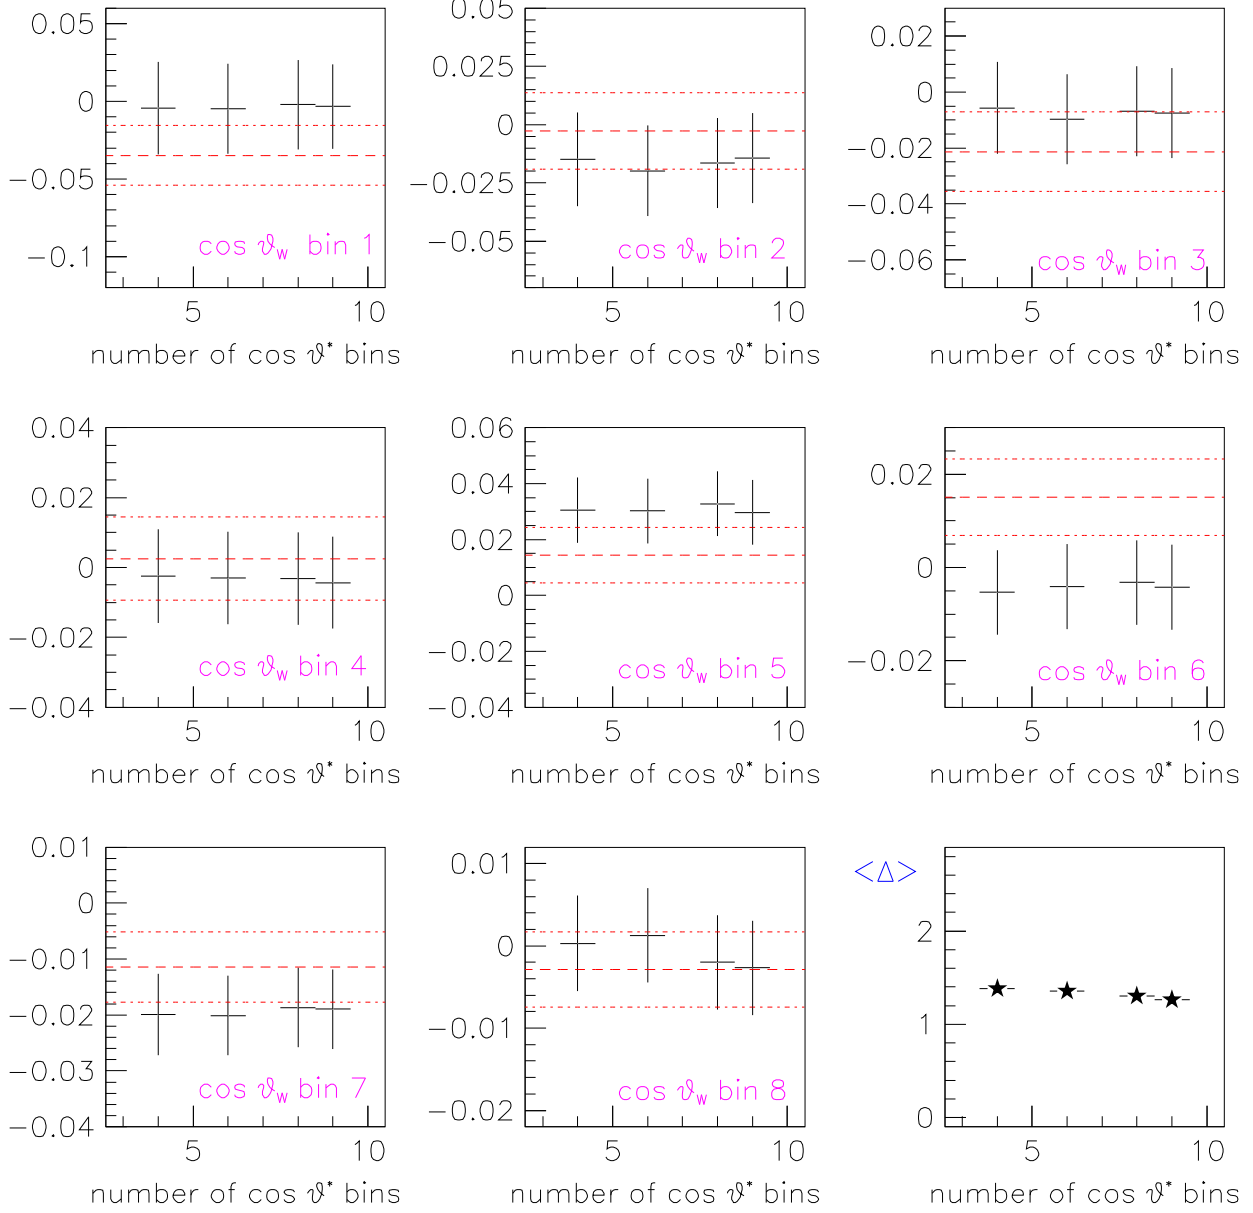 0.05
0
−0.05
−0.1
cos ϑw bin 1
5 10
number of cos ϑ* bins
0.05
0.025
0
−0.025
−0.05
cos ϑw bin 2
5 10
number of cos ϑ* bins
0.02
0
−0.02
−0.04
−0.06
cos ϑw bin 3
5 10
number of cos ϑ* bins
0.04
0.02
0
−0.02
−0.04
cos ϑw bin 4
5 10
number of cos ϑ* bins
0.06
0.04
0.02
0
−0.02
−0.04
cos ϑw bin 5
5 10
number of cos ϑ* bins
0.02
0
−0.02
cos ϑw bin 6
5 10
number of cos ϑ* bins
0.01
0
−0.01
−0.02
−0.03
−0.04
cos ϑw bin 7
5 10
number of cos ϑ* bins
0.01
0
−0.01
−0.02
cos ϑw bin 8
5 10
number of cos ϑ* bins
<Δ>
2
1
0
5 10
number of cos ϑ* bins